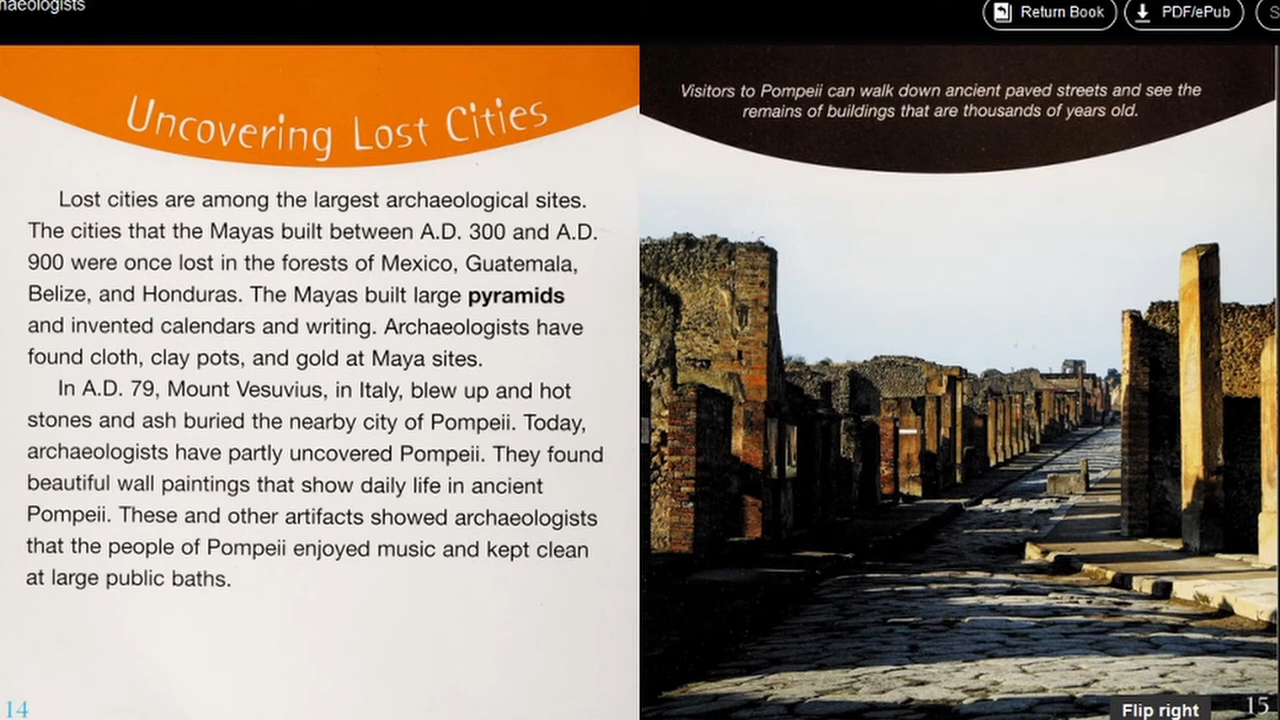 naeologists
Return Book
PDF/ePub
S
Uncovering Lost Cities
Lost cities are among the largest archaeological sites.
The cities that the Mayas built between A.D. 300 and A.D.
900 were once lost in the forests of Mexico, Guatemala,
Belize, and Honduras. The Mayas built large pyramids
and invented calendars and writing. Archaeologists have
found cloth, clay pots, and gold at Maya sites.
In A.D. 79, Mount Vesuvius, in Italy, blew up and hot
stones and ash buried the nearby city of Pompeii. Today,
archaeologists have partly uncovered Pompeii. They found
beautiful wall paintings that show daily life in ancient
Pompeii. These and other artifacts showed archaeologists
that the people of Pompeii enjoyed music and kept clean
at large public baths.
14
Visitors to Pompeii can walk down ancient paved streets and see the
remains of buildings that are thousands of years old.
Flip right
15